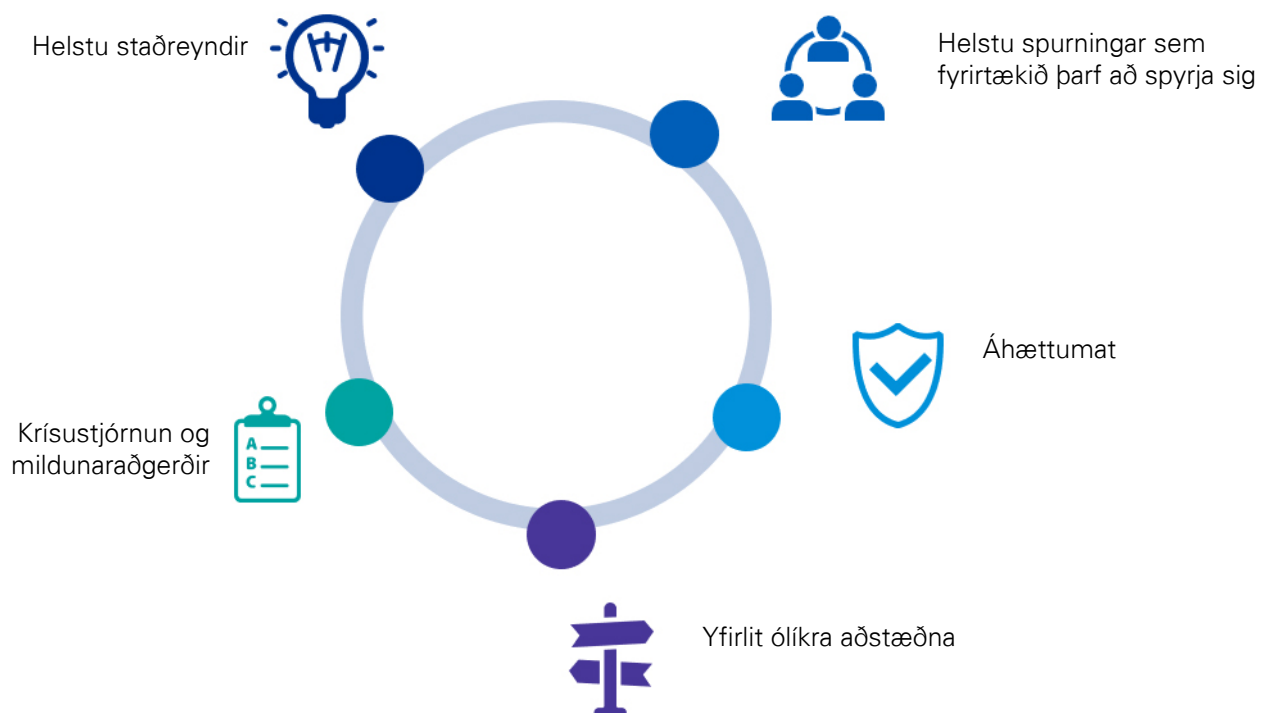 Helstu staðreyndir
Helstu spurningar sem
fyrirtækið þarf að spyrja sig
Áhættumat
Krísustjórnun og
mildunaraðgerðir
A
B
C
Yfirlit ólíkra aðstæðna